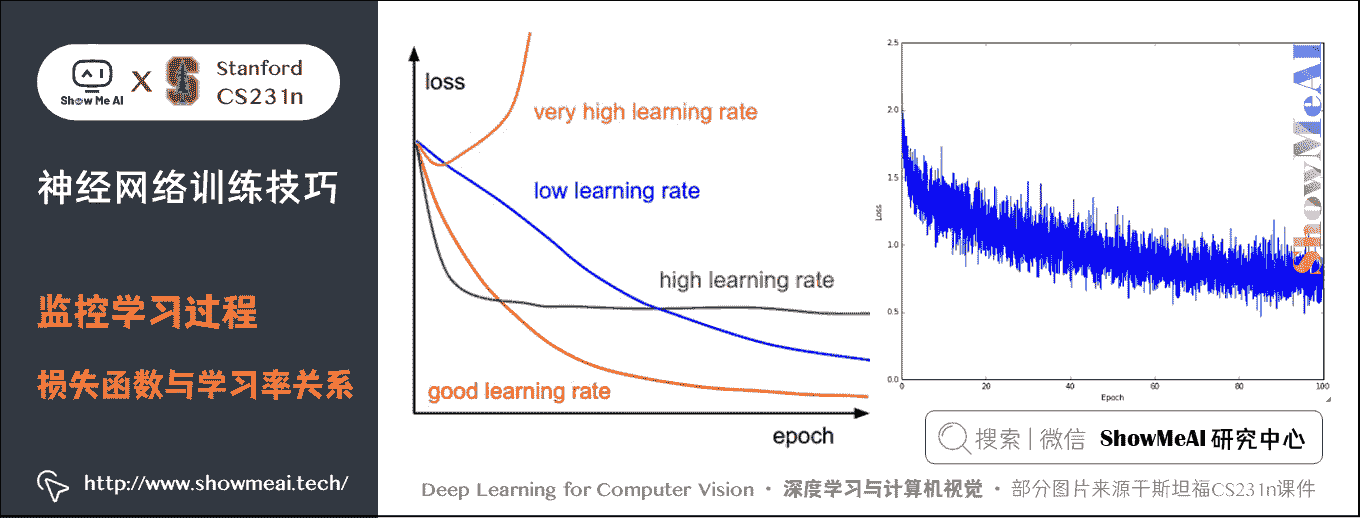 Show Me AI
X
Stanford
CS231n
神经网络训练技巧
监控学习过程
损失函数与学习率关系
http://www.showmeai.tech/
loss
very high learning rate
low learning rate
high learning rate
good learning rate
epoch
2.5
2.0
1.5
1.0
0.5
0.0
Loss
0 20 40 60 80 100
Epoch
ShowMeAI
搜索 | 微信 ShowMeAI 研究中心
Deep Learning for Computer Vision · 深度学习与计算机视觉 · 部分图片来源于斯坦福CS231n课件